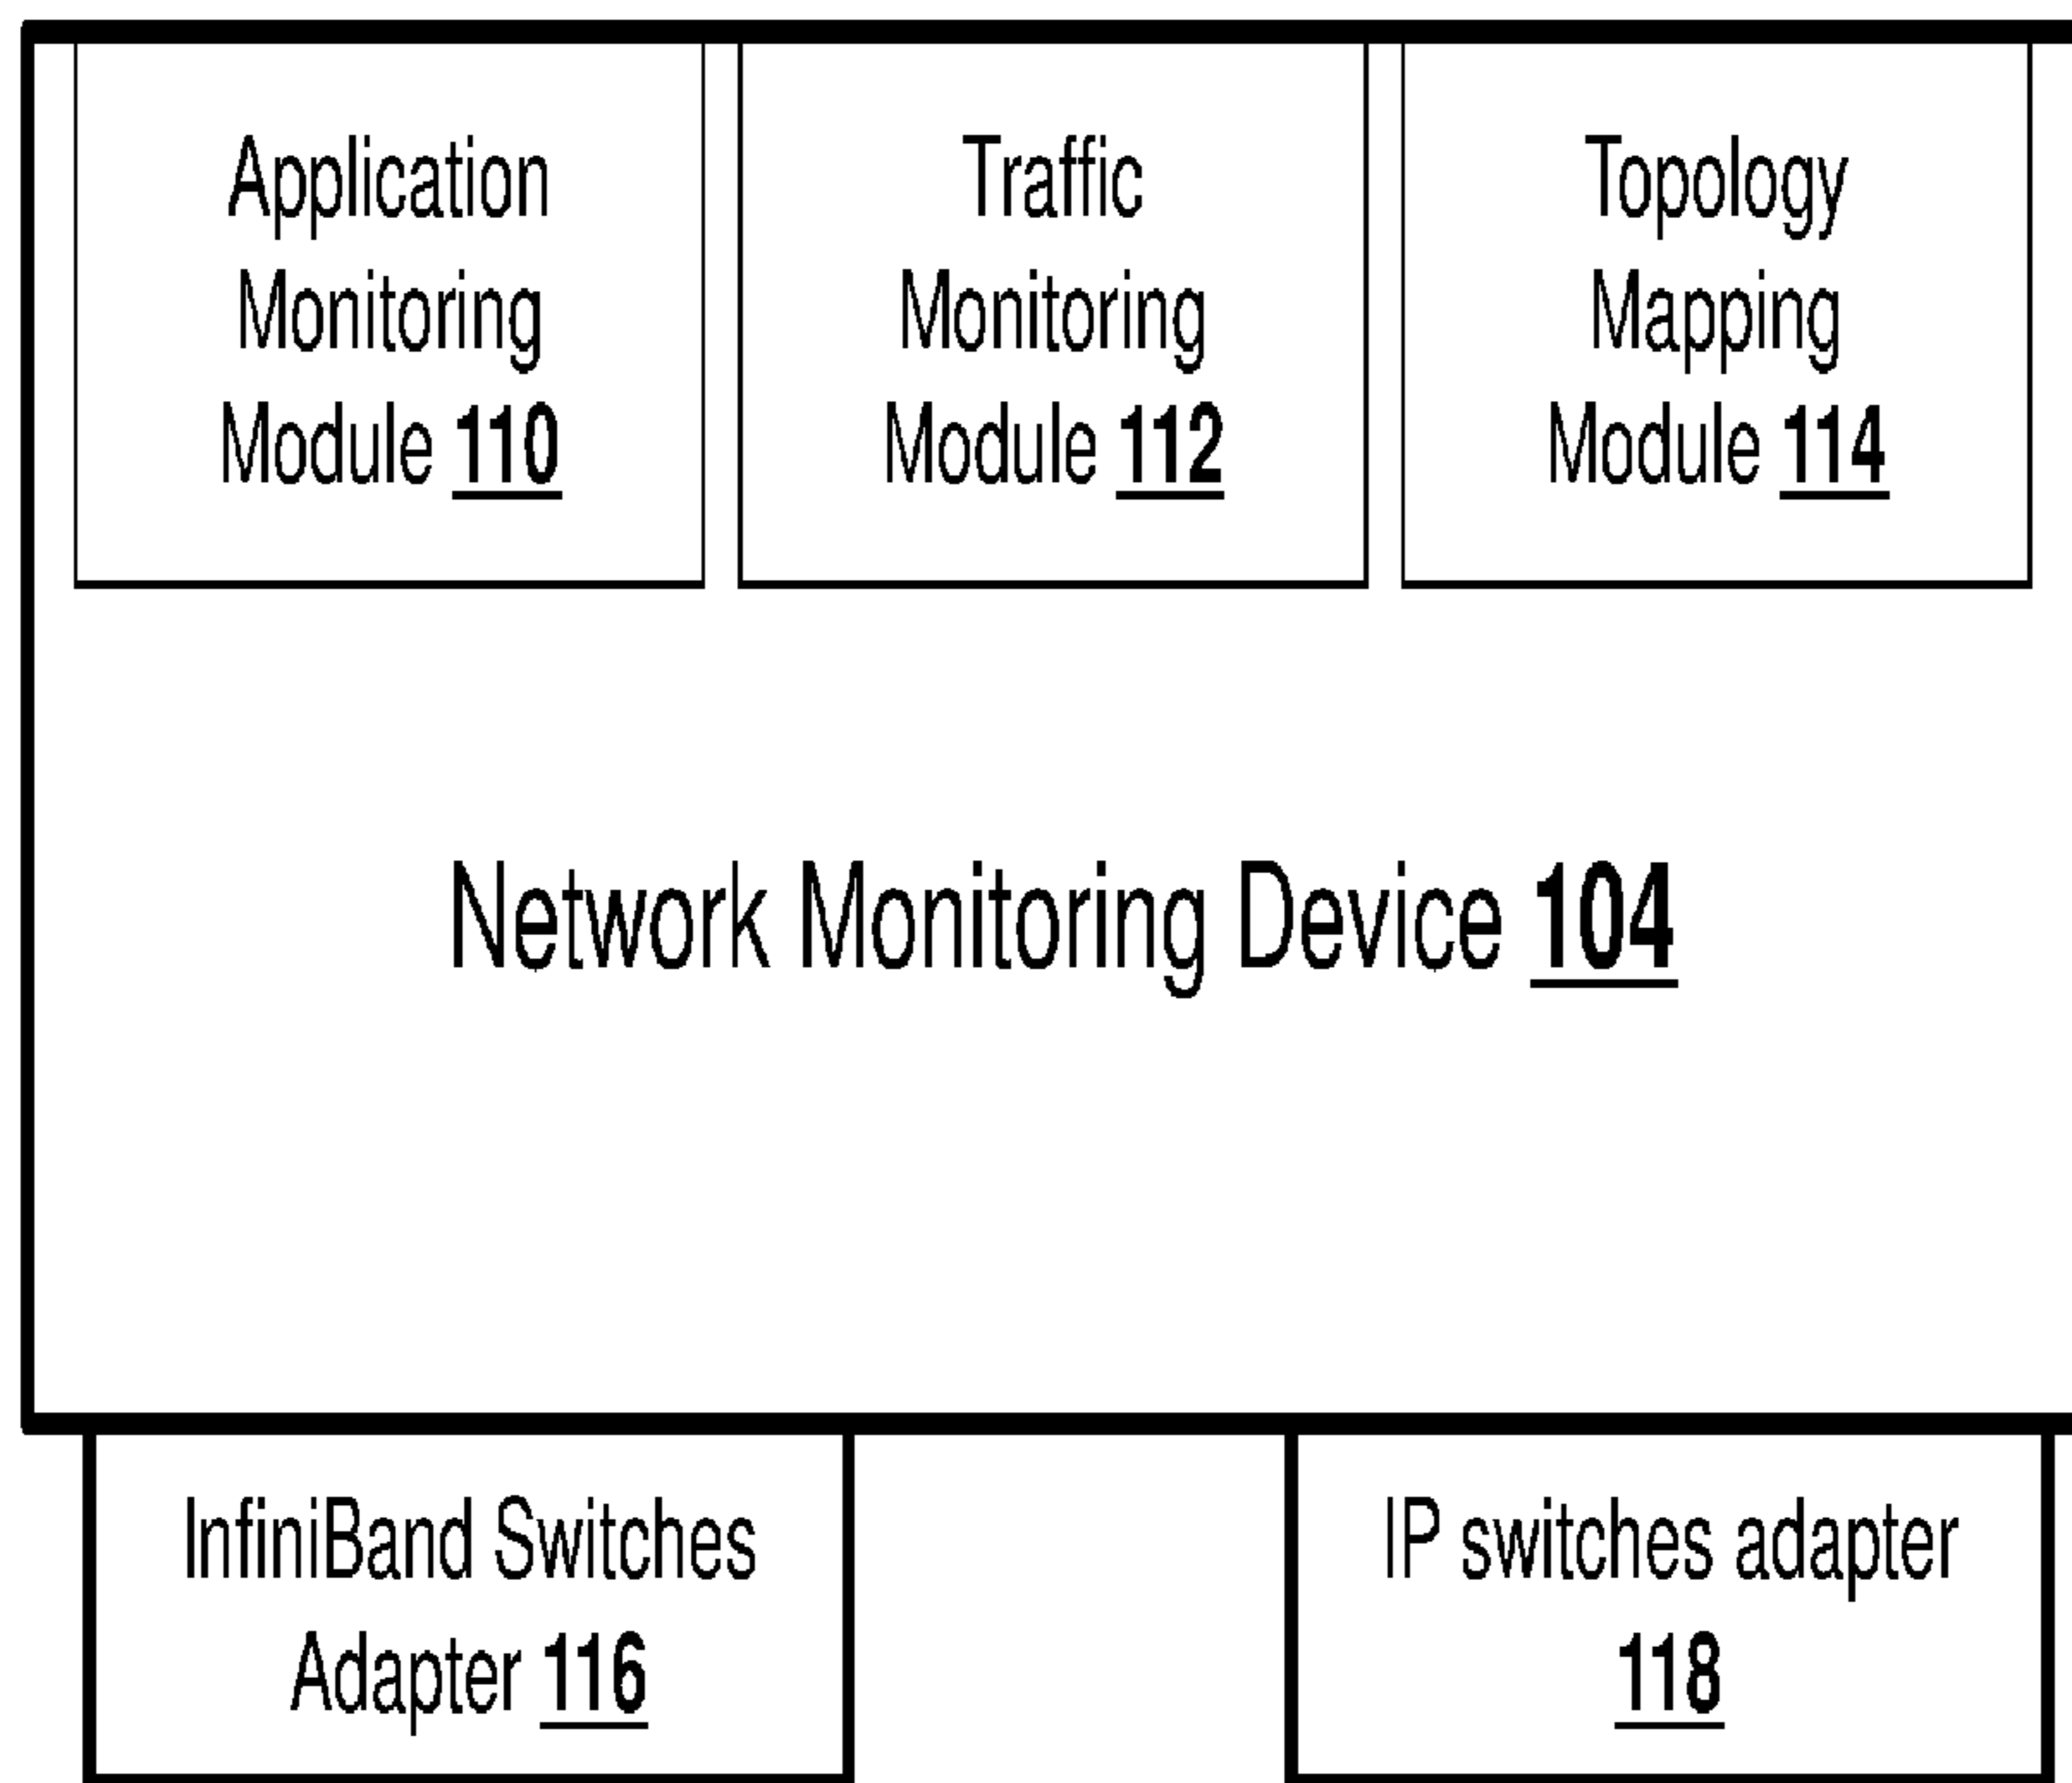 Application
Monitoring
Module 110
Traffic
Monitoring
Module 112
Topology
Mapping
Module 114
Network Monitoring Device 104
InfiniBand Switches
Adapter 116
IP switches adapter
118